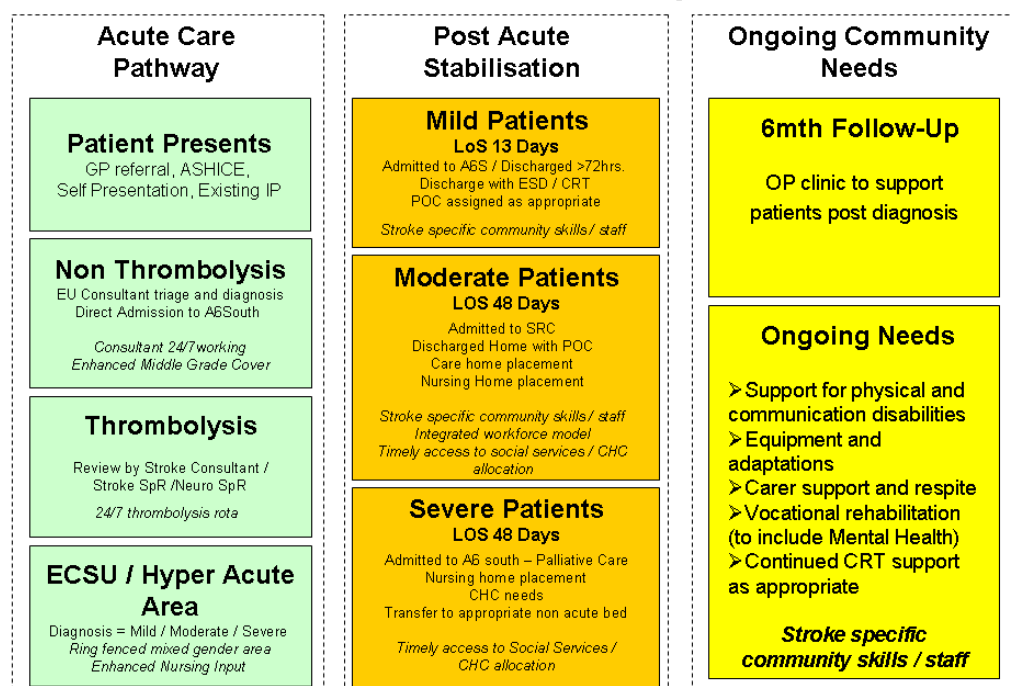 Acute Care
Pathway
Patient Presents
GP referral, ASHICE,
Self Presentation, Existing IP
Non Thrombolysis
EU Consultant triage and diagnosis
Direct Admission to A6South
Consultant 24/7working
Enhanced Middle Grade Cover
Thrombolysis
Review by Stroke Consultant /
Stroke SpR /Neuro SpR
24/7 thrombolysis rota
ECSU / Hyper Acute
Area
Diagnosis = Mild / Moderate / Severe
Ring fenced mixed gender area
Enhanced Nursing Input
Post Acute
Stabilisation
Mild Patients
LoS 13 Days
Admitted to A6S / Discharged >72hrs.
Discharge with ESD / CRT
POC assigned as appropriate
Stroke specific community skills / staff
Moderate Patients
LOS 48 Days
Admitted to SRC
Discharged Home with POC
Care home placement
Nursing Home placement
Stroke specific community skills / staff
Integrated workforce model
Timely access to social services / CHC
allocation
Severe Patients
LOS 48 Days
Admitted to A6 south – Palliative Care
Nursing home placement
CHC needs
Transfer to appropriate non acute bed
Timely access to Social Services /
CHC allocation
Ongoing Community
Needs
6mth Follow-Up
OP clinic to support
patients post diagnosis
Ongoing Needs
➢Support for physical and
communication disabilities
➢Equipment and
adaptations
➢Carer support and respite
➢Vocational rehabilitation
(to include Mental Health)
➢Continued CRT support
as appropriate
Stroke specific
community skills / staff